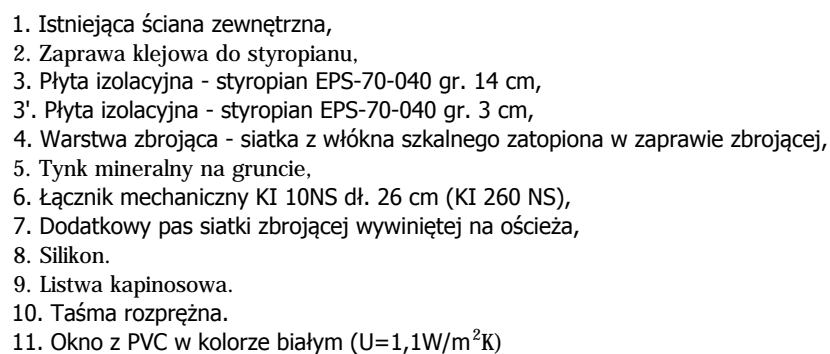 1. Istniejąca ściana zewnętrzna,
2. Zaprawa klejowa do styropianu,
3. Płyta izolacyjna - styropian EPS-70-040 gr. 14 cm,
3'. Płyta izolacyjna - styropian EPS-70-040 gr. 3 cm,
4. Warstwa zbrojąca - siatka z włókna szkalnego zatopiona w zaprawie zbrojącej,
5. Tynk mineralny na gruncie,
6. Łącznik mechaniczny KI 10NS dł. 26 cm (KI 260 NS),
7. Dodatkowy pas siatki zbrojącej wywiniętej na ościeża,
8. Silikon.
9. Listwa kapinosowa.
10. Taśma rozprężna.
11. Okno z PVC w kolorze białym (U=1,1W/m²K)